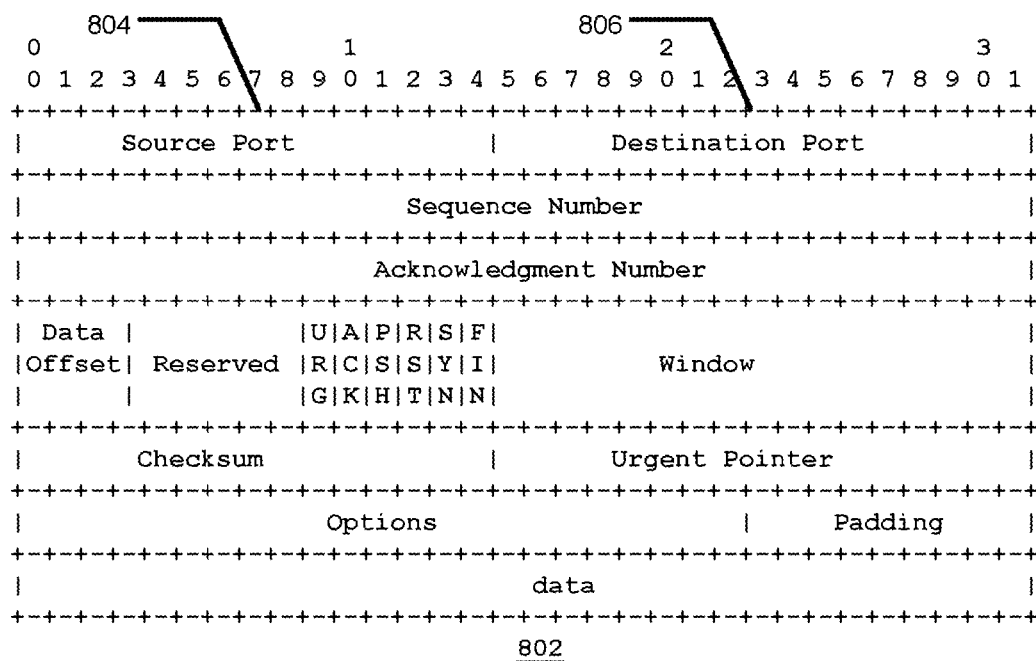 804 806
0 1 2 3
0 1 2 3 4 5 6 7 8 9 0 1 2 3 4 5 6 7 8 9 0 1 2 3 4 5 6 7 8 9 0 1
+-+-+-+-+-+-+-+-+-+-+-+-+-+-+-+-+-+-+-+-+-+-+-+-+-+-+-+-+-+-+-+-+
| Source Port | Destination Port |
+-+-+-+-+-+-+-+-+-+-+-+-+-+-+-+-+-+-+-+-+-+-+-+-+-+-+-+-+-+-+-+-+
| Sequence Number |
+-+-+-+-+-+-+-+-+-+-+-+-+-+-+-+-+-+-+-+-+-+-+-+-+-+-+-+-+-+-+-+-+
| Acknowledgment Number |
+-+-+-+-+-+-+-+-+-+-+-+-+-+-+-+-+-+-+-+-+-+-+-+-+-+-+-+-+-+-+-+-+
| Data | |U|A|P|R|S|F| |
|Offset| Reserved |R|C|S|S|Y|I| Window |
| | |G|K|H|T|N|N| |
+-+-+-+-+-+-+-+-+-+-+-+-+-+-+-+-+-+-+-+-+-+-+-+-+-+-+-+-+-+-+-+-+
| Checksum | Urgent Pointer |
+-+-+-+-+-+-+-+-+-+-+-+-+-+-+-+-+-+-+-+-+-+-+-+-+-+-+-+-+-+-+-+-+
| Options | Padding |
+-+-+-+-+-+-+-+-+-+-+-+-+-+-+-+-+-+-+-+-+-+-+-+-+-+-+-+-+-+-+-+-+
| data |
+-+-+-+-+-+-+-+-+-+-+-+-+-+-+-+-+-+-+-+-+-+-+-+-+-+-+-+-+-+-+-+-+
802